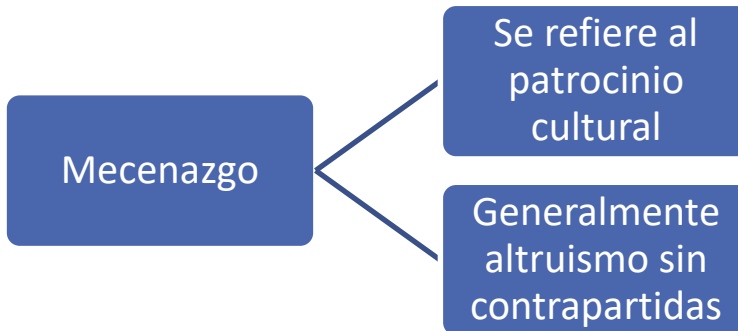 Mecenazgo
Se refiere al
patrocinio
cultural
Generalmente
altruismo sin
contrapartidas